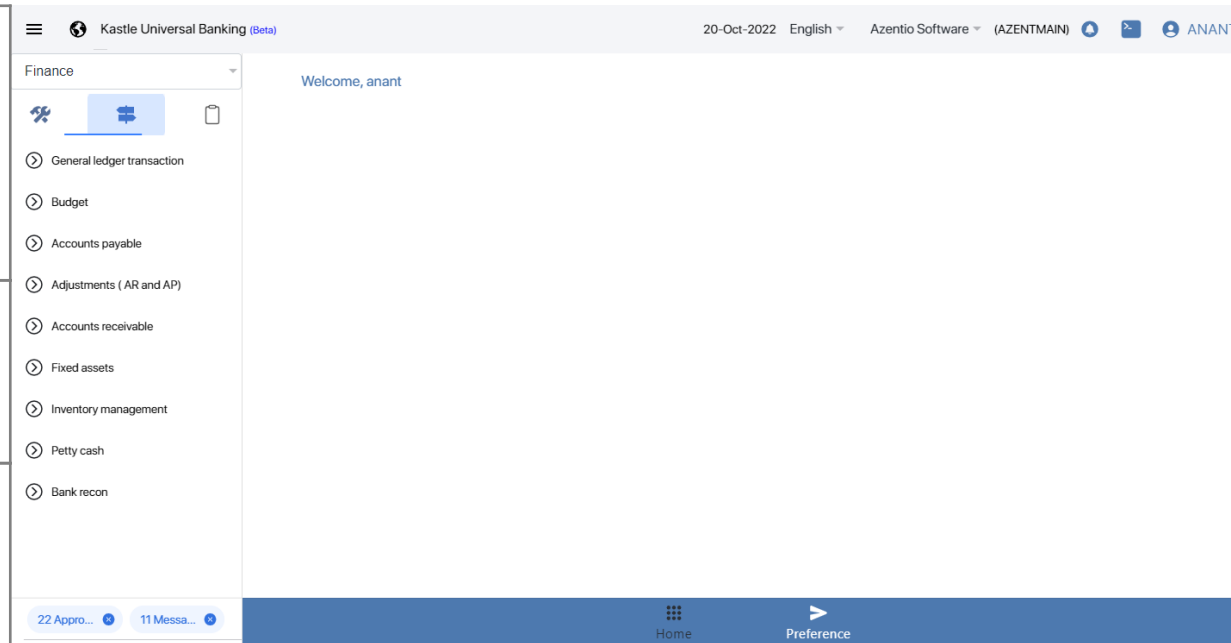 Kastle Universal Banking (Beta) 20-Oct-2022 English Azentio Software (AZENTMAIN) ANANT
Finance
Welcome, anant
General ledger transaction
Budget
Accounts payable
Adjustments ( AR and AP)
Accounts receivable
Fixed assets
Inventory management
Petty cash
Bank recon
22 Appro... 11 Messa...
Home Preference